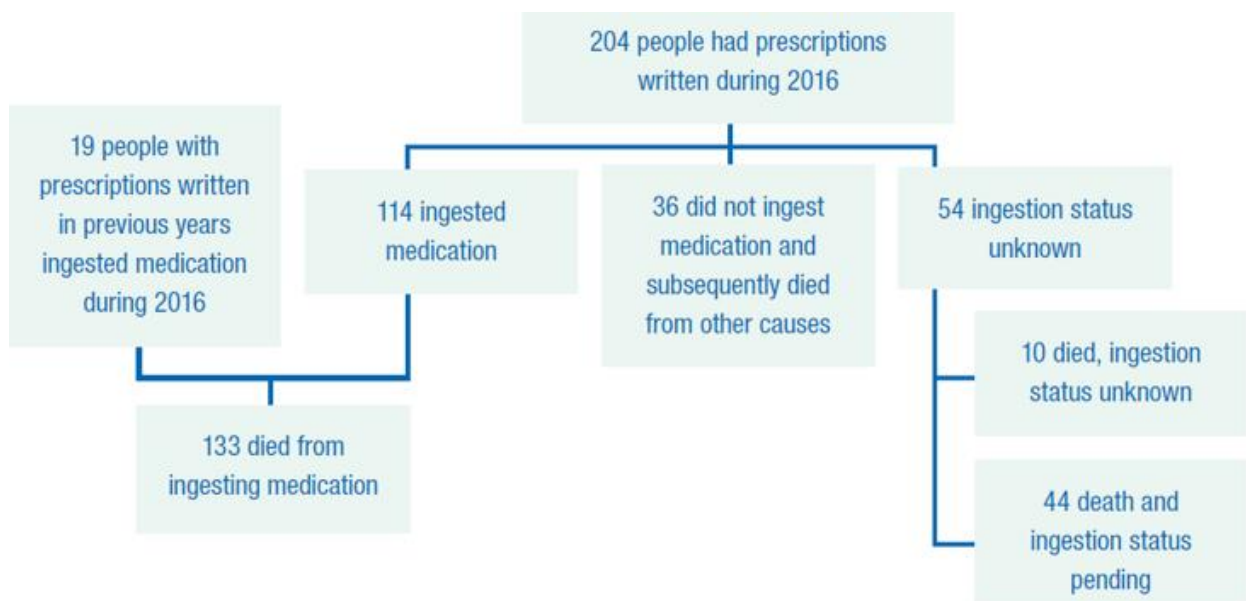 204 people had prescriptions
written during 2016
19 people with
prescriptions written
in previous years
ingested medication
during 2016
114 ingested
medication
36 did not ingest
medication and
subsequently died
from other causes
54 ingestion status
unknown
133 died from
ingesting medication
10 died, ingestion
status unknown
44 death and
ingestion status
pending